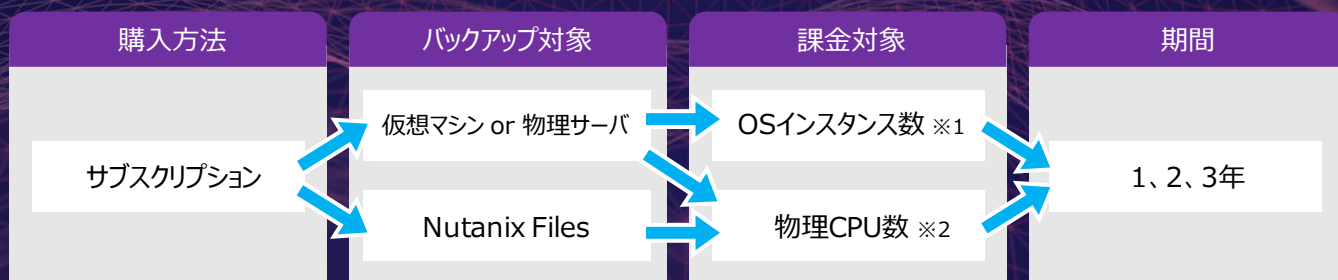 購入方法
バックアップ対象
課金対象
期間
サブスクリプション
仮想マシン or 物理サーバ
OSインスタンス数 ※1
1、2、3年
Nutanix Files
物理CPU数 ※2